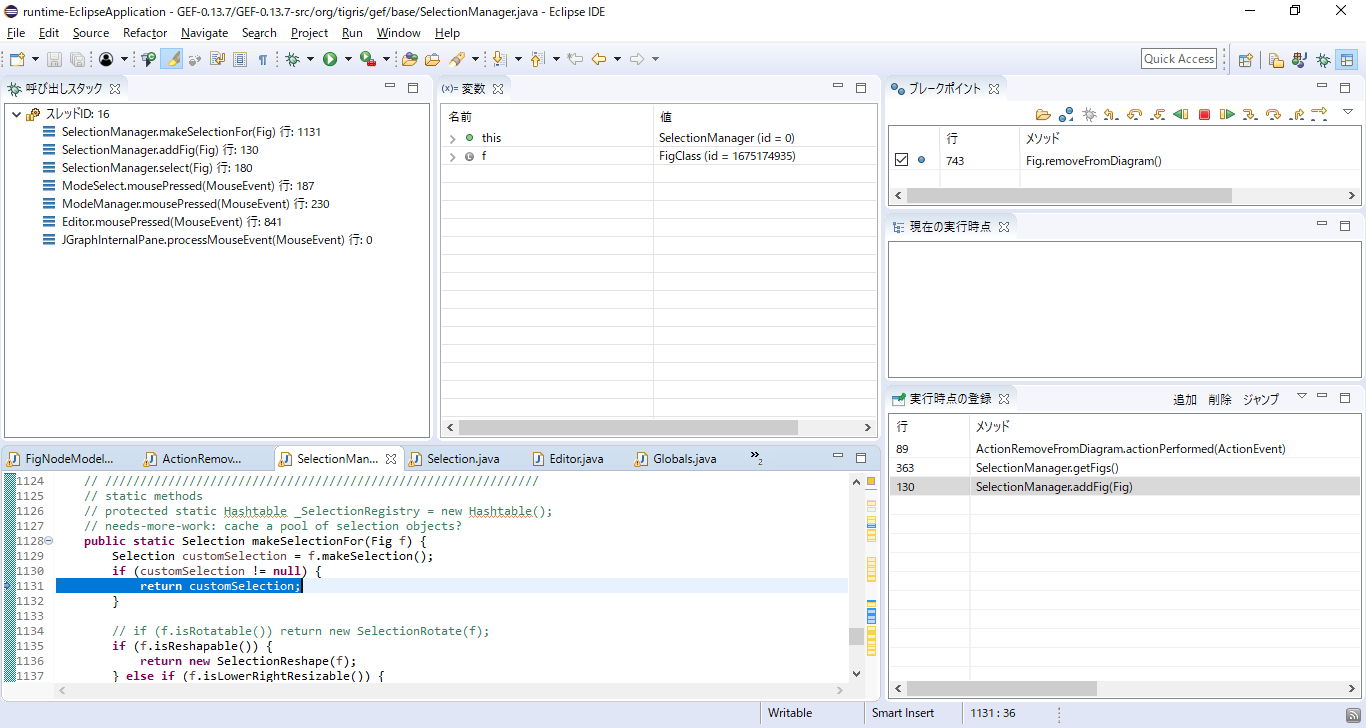 runtime-EclipseApplication - GEF-0.13.7/GEF-0.13.7-src/org/tigris/gef/base/SelectionManager.java - Eclipse IDE
File Edit Source Refactor Navigate Search Project Run Window Help
Quick Access
呼び出しスタック
スレッドID: 16
SelectionManager.makeSelectionFor(Fig) 行: 1131
SelectionManager.addFig(Fig) 行: 130
SelectionManager.select(Fig) 行: 180
ModeSelect.mousePressed(MouseEvent) 行: 187
ModeManager.mousePressed(MouseEvent) 行: 230
Editor.mousePressed(MouseEvent) 行: 841
JGraphInternalPane.processMouseEvent(MouseEvent) 行: 0
(x)= 変数
名前 値
this SelectionManager (id = 0)
f FigClass (id = 1675174935)
ブレークポイント
行 メソッド
743 Fig.removeFromDiagram()
現在の実行時点
実行時点の登録 追加 削除 ジャンプ
行 メソッド
89 ActionRemoveFromDiagram.actionPerformed(ActionEvent)
363 SelectionManager.getFigs()
130 SelectionManager.addFig(Fig)
FigNodeModel... ActionRemov... SelectionMan... Selection.java Editor.java Globals.java »2
1124 // //////////////////////////////////////////////////////////////
1125 // static methods
1126 // protected static Hashtable _SelectionRegistry = new Hashtable();
1127 // needs-more-work: cache a pool of selection objects?
1128 public static Selection makeSelectionFor(Fig f) {
1129 Selection customSelection = f.makeSelection();
1130 if (customSelection != null) {
1131 return customSelection;
1132 }
1133
1134 // if (f.isRotatable()) return new SelectionRotate(f);
1135 if (f.isReshapable()) {
1136 return new SelectionReshape(f);
1137 } else if (f.isLowerRightResizable()) {
Writable Smart Insert 1131 : 36